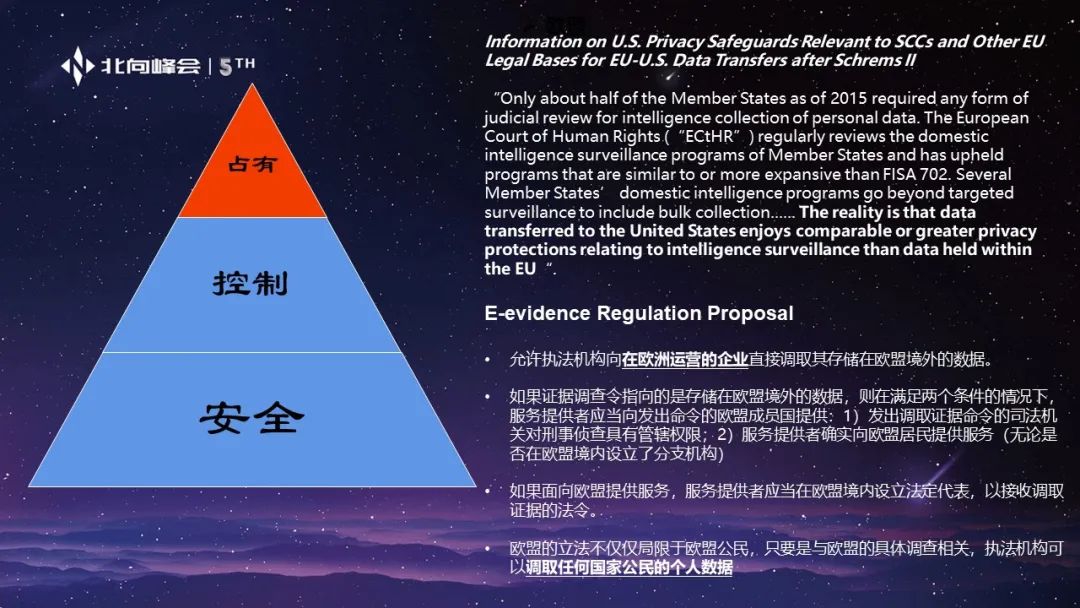 北向峰会 | 5TH
占有
控制
安全
Information on U.S. Privacy Safeguards Relevant to SCCs and Other EU
Legal Bases for EU-U.S. Data Transfers after Schrems II
“Only about half of the Member States as of 2015 required any form of
judicial review for intelligence collection of personal data. The European
Court of Human Rights (“ECtHR”) regularly reviews the domestic
intelligence surveillance programs of Member States and has upheld
programs that are similar to or more expansive than FISA 702. Several
Member States’ domestic intelligence programs go beyond targeted
surveillance to include bulk collection...... The reality is that data
transferred to the United States enjoys comparable or greater privacy
protections relating to intelligence surveillance than data held within
the EU “.
E-evidence Regulation Proposal
• 允许执法机构向在欧洲运营的企业直接调取其存储在欧盟境外的数据。
• 如果证据调查令指向的是存储在欧盟境外的数据，则在满足两个条件的情况下，
服务提供者应当向发出命令的欧盟成员国提供：1）发出调取证据命令的司法机
关对刑事侦查具有管辖权限；2）服务提供者确实向欧盟居民提供服务（无论是
否在欧盟境内设立了分支机构）
• 如果面向欧盟提供服务，服务提供者应当在欧盟境内设立法定代表，以接收调取
证据的法令。
• 欧盟的立法不仅仅局限于欧盟公民，只要是与欧盟的具体调查相关，执法机构可
以调取任何国家公民的个人数据